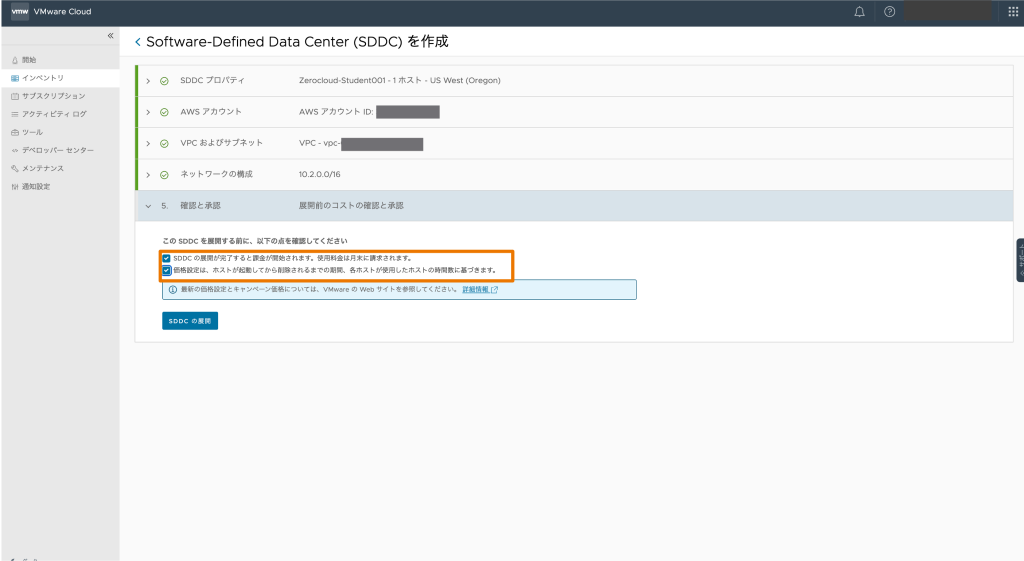 vmw VMware Cloud
Software-Defined Data Center (SDDC) を作成
開始
インベントリ
サブスクリプション
アクティビティ ログ
ツール
デベロッパー センター
メンテナンス
通知設定
SDDC プロパティ Zerocloud-Student001 - 1 ホスト - US West (Oregon)
AWS アカウント AWS アカウント ID:
VPC およびサブネット VPC - vpc-
ネットワークの構成 10.2.0.0/16
5. 確認と承認 展開前のコストの確認と承認
この SDDC を展開する前に、以下の点を確認してください
SDDC の展開が完了すると課金が開始されます。使用料金は月末に請求されます。
価格設定は、ホストが起動してから削除されるまでの期間、各ホストが使用したホストの時間数に基づきます。
最新の価格設定とキャンペーン価格については、VMware の Web サイトを参照してください。 詳細情報
SDDC の展開